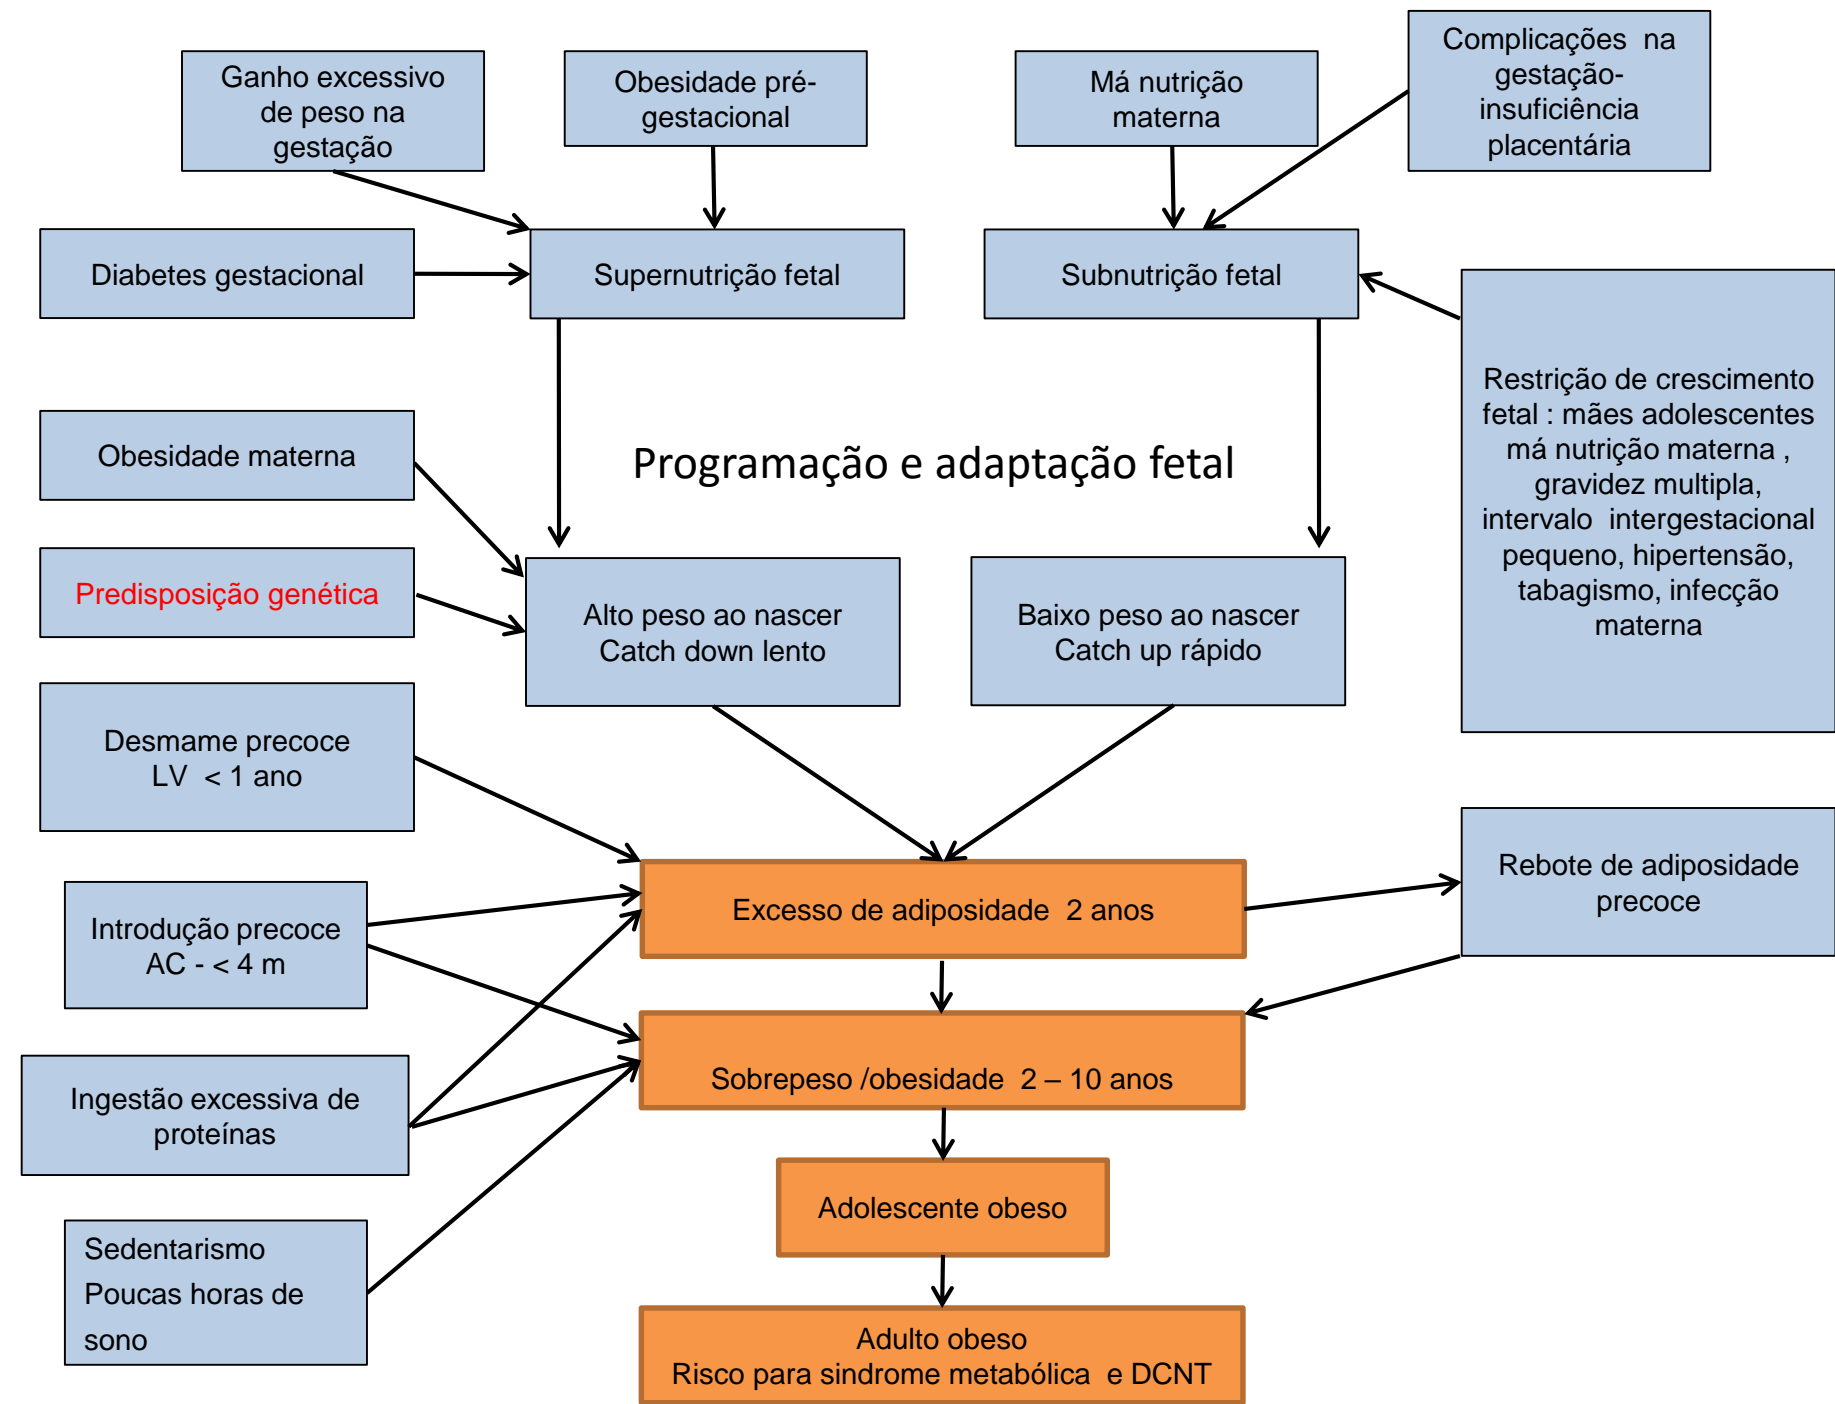 Ganho excessivo
de peso na
gestação
Obesidade pré-
gestacional
Má nutrição
materna
Complicações na
gestação-
insuficiência
placentária
Diabetes gestacional
Supernutrição fetal
Subnutrição fetal
Restrição de crescimento
fetal : mães adolescentes
má nutrição materna ,
gravidez multipla,
intervalo intergestacional
pequeno, hipertensão,
tabagismo, infecção
materna
Obesidade materna
Programação e adaptação fetal
Predisposição genética
Alto peso ao nascer
Catch down lento
Baixo peso ao nascer
Catch up rápido
Desmame precoce
LV < 1 ano
Excesso de adiposidade 2 anos
Rebote de adiposidade
precoce
Introdução precoce
AC - < 4 m
Sobrepeso /obesidade 2 – 10 anos
Ingestão excessiva de
proteínas
Adolescente obeso
Sedentarismo
Poucas horas de
sono
Adulto obeso
Risco para sindrome metabólica e DCNT